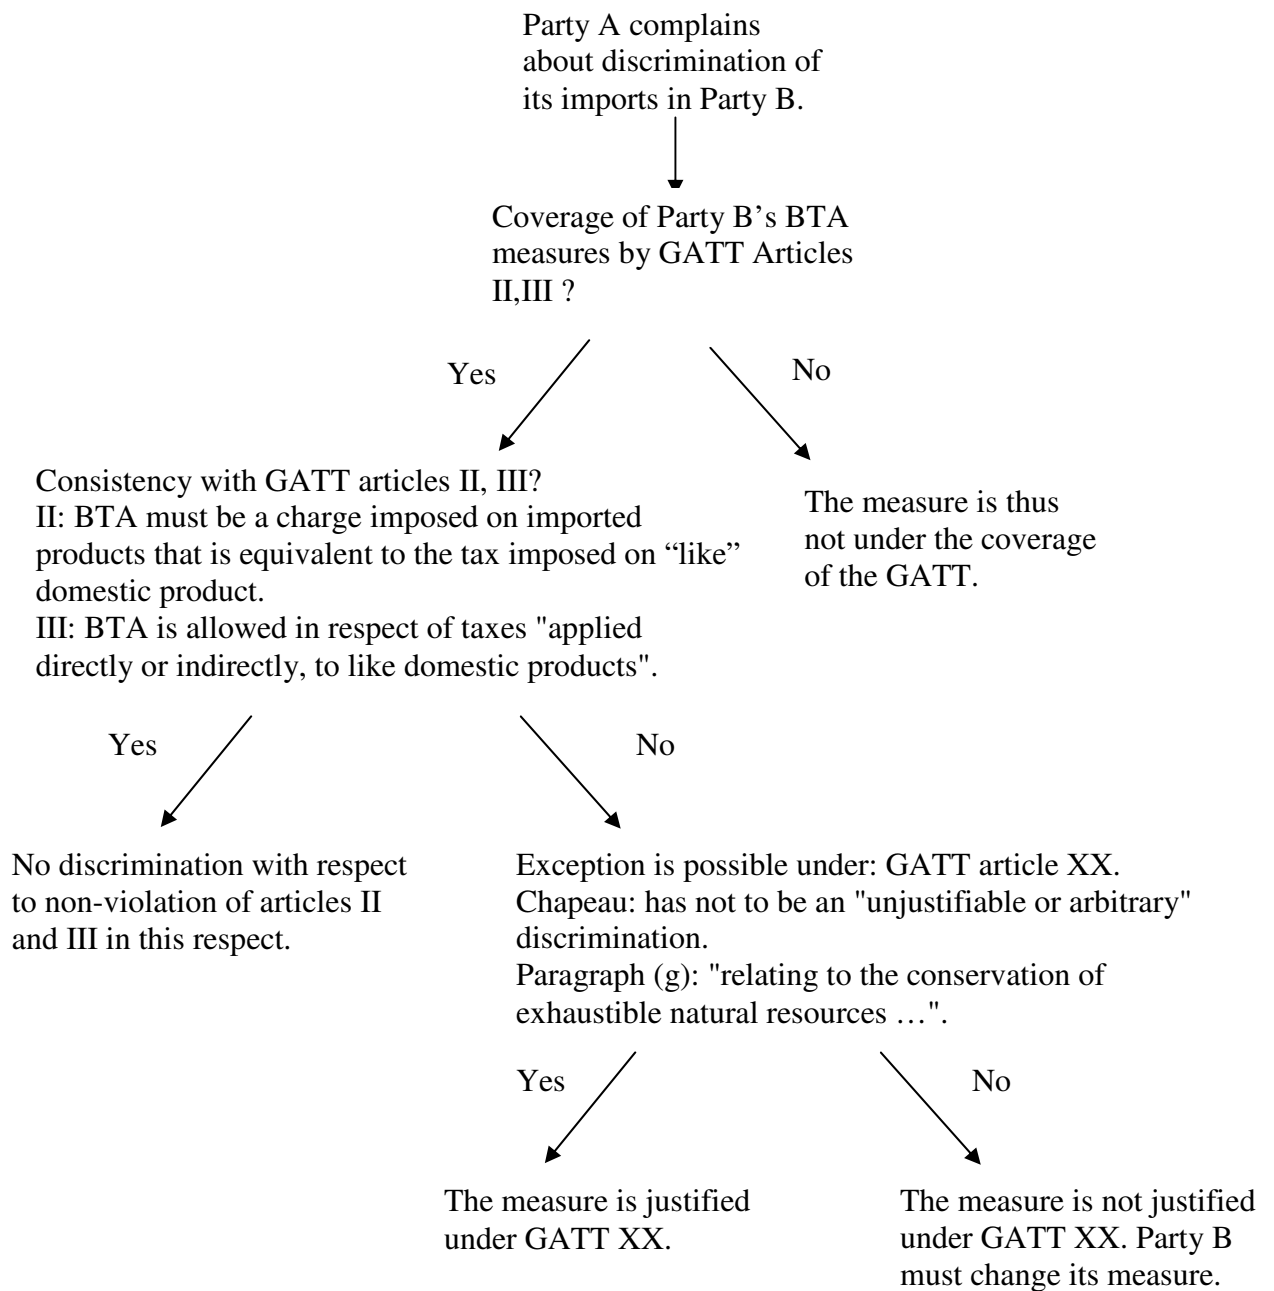 Party A complains
about discrimination of
its imports in Party B.
Coverage of Party B’s BTA
measures by GATT Articles
II,III ?
Yes
No
Consistency with GATT articles II, III?
II: BTA must be a charge imposed on imported
products that is equivalent to the tax imposed on “like”
domestic product.
III: BTA is allowed in respect of taxes "applied
directly or indirectly, to like domestic products".
The measure is thus
not under the coverage
of the GATT.
Yes
No
No discrimination with respect
to non-violation of articles II
and III in this respect.
Exception is possible under: GATT article XX.
Chapeau: has not to be an "unjustifiable or arbitrary"
discrimination.
Paragraph (g): "relating to the conservation of
exhaustible natural resources …".
Yes
No
The measure is justified
under GATT XX.
The measure is not justified
under GATT XX. Party B
must change its measure.